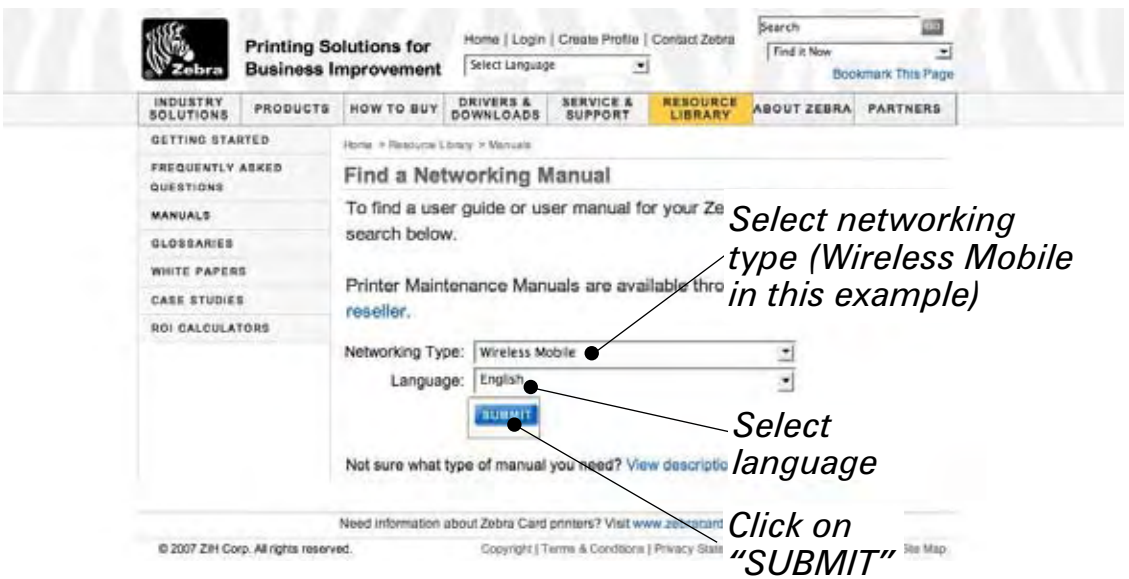 Zebra
Printing Solutions for
Business Improvement
Home | Login | Create Profile | Contact Zebra
Select Language
Search
GO
Find it Now
Bookmark This Page
INDUSTRY SOLUTIONS
PRODUCTS
HOW TO BUY
DRIVERS & DOWNLOADS
SERVICE & SUPPORT
RESOURCE LIBRARY
ABOUT ZEBRA
PARTNERS
GETTING STARTED
FREQUENTLY ASKED
QUESTIONS
MANUALS
GLOSSARIES
WHITE PAPERS
CASE STUDIES
ROI CALCULATORS
Home > Resource Library > Manuals
Find a Networking Manual
To find a user guide or user manual for your Ze
search below.
Printer Maintenance Manuals are available thro
reseller.
Networking Type: Wireless Mobile
Language: English
SUBMIT
Not sure what type of manual you need? View descriptio
Select networking
type (Wireless Mobile
in this example)
Select
language
Click on
“SUBMIT”
Need information about Zebra Card printers? Visit www.zebracard
© 2007 ZIH Corp. All rights reserved.
Copyright | Terms & Conditions | Privacy State
Site Map